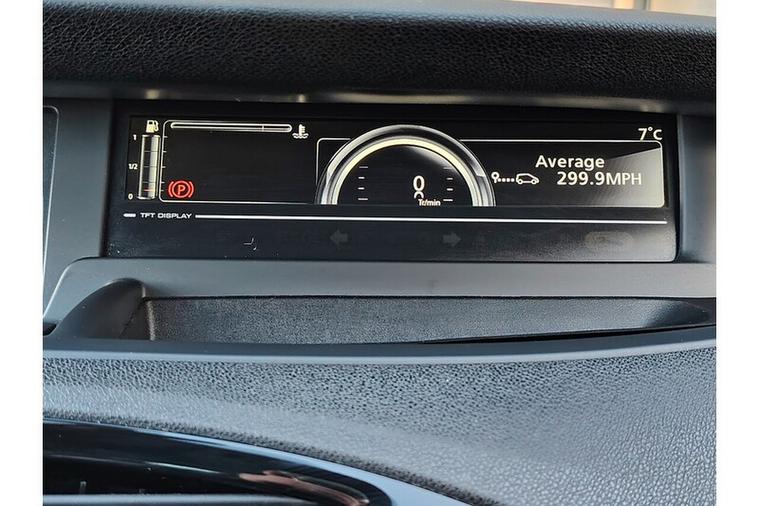 7°C
1
1/2
0
P
0
Tr/min
Average
299.9MPH
TFT DISPLAY